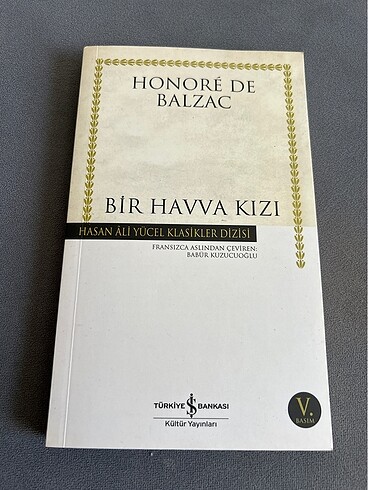 HONORÉ DE
BALZAC
BİR HAVVA KIZI
HASAN ÂLİ YÜCEL KLASİKLER DİZİSİ
FRANSIZCA ASLINDAN ÇEVİREN:
BABÜR KUZUCUOĞLU
TÜRKİYE İŞ BANKASI
Kültür Yayınları
V.
BASIM